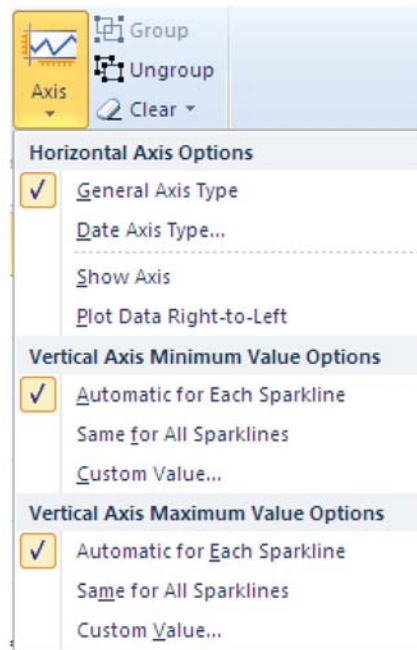 Group
Ungroup
Axis
Clear
Horizontal Axis Options
General Axis Type
Date Axis Type...
Show Axis
Plot Data Right-to-Left
Vertical Axis Minimum Value Options
Automatic for Each Sparkline
Same for All Sparklines
Custom Value...
Vertical Axis Maximum Value Options
Automatic for Each Sparkline
Same for All Sparklines
Custom Value...